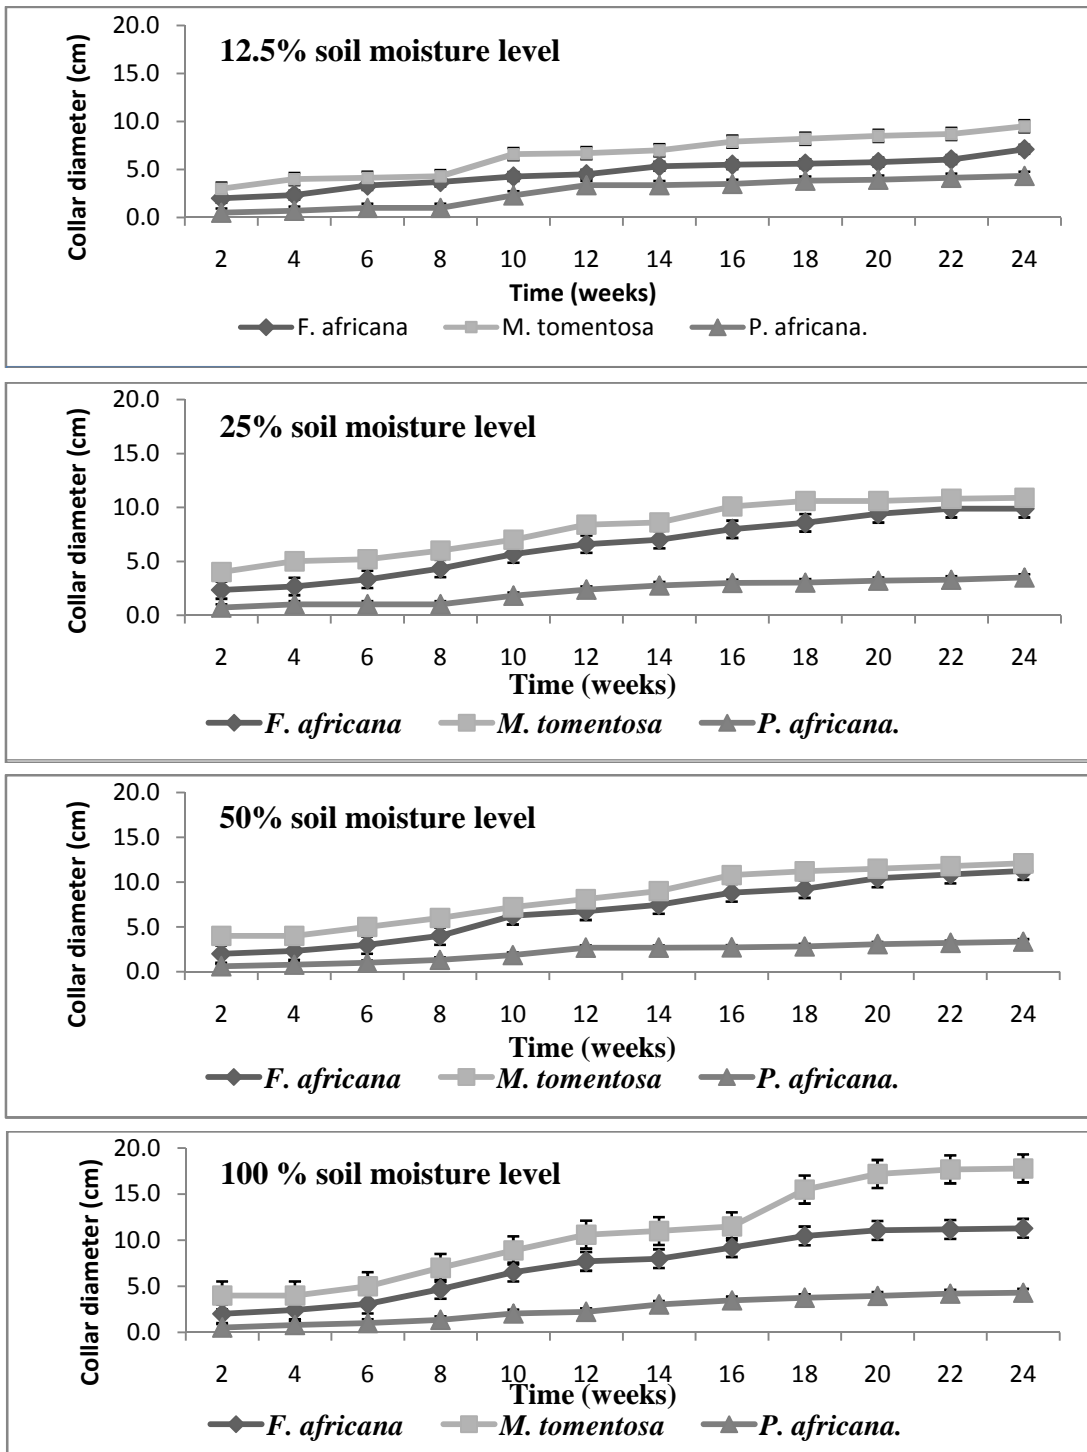 20.0
12.5% soil moisture level
15.0
10.0
5.0
0.0
Collar diameter (cm)
2 4 6 8 10 12 14 16 18 20 22 24
Time (weeks)
F. africana M. tomentosa P. africana.
20.0
25% soil moisture level
15.0
10.0
5.0
0.0
Collar diameter (cm)
2 4 6 8 10 12 14 16 18 20 22 24
Time (weeks)
F. africana M. tomentosa P. africana.
20.0
50% soil moisture level
15.0
10.0
5.0
0.0
Collar diameter (cm)
2 4 6 8 10 12 14 16 18 20 22 24
Time (weeks)
F. africana M. tomentosa P. africana.
20.0
100 % soil moisture level
15.0
10.0
5.0
0.0
Collar diameter (cm)
2 4 6 8 10 12 14 16 18 20 22 24
Time (weeks)
F. africana M. tomentosa P. africana.